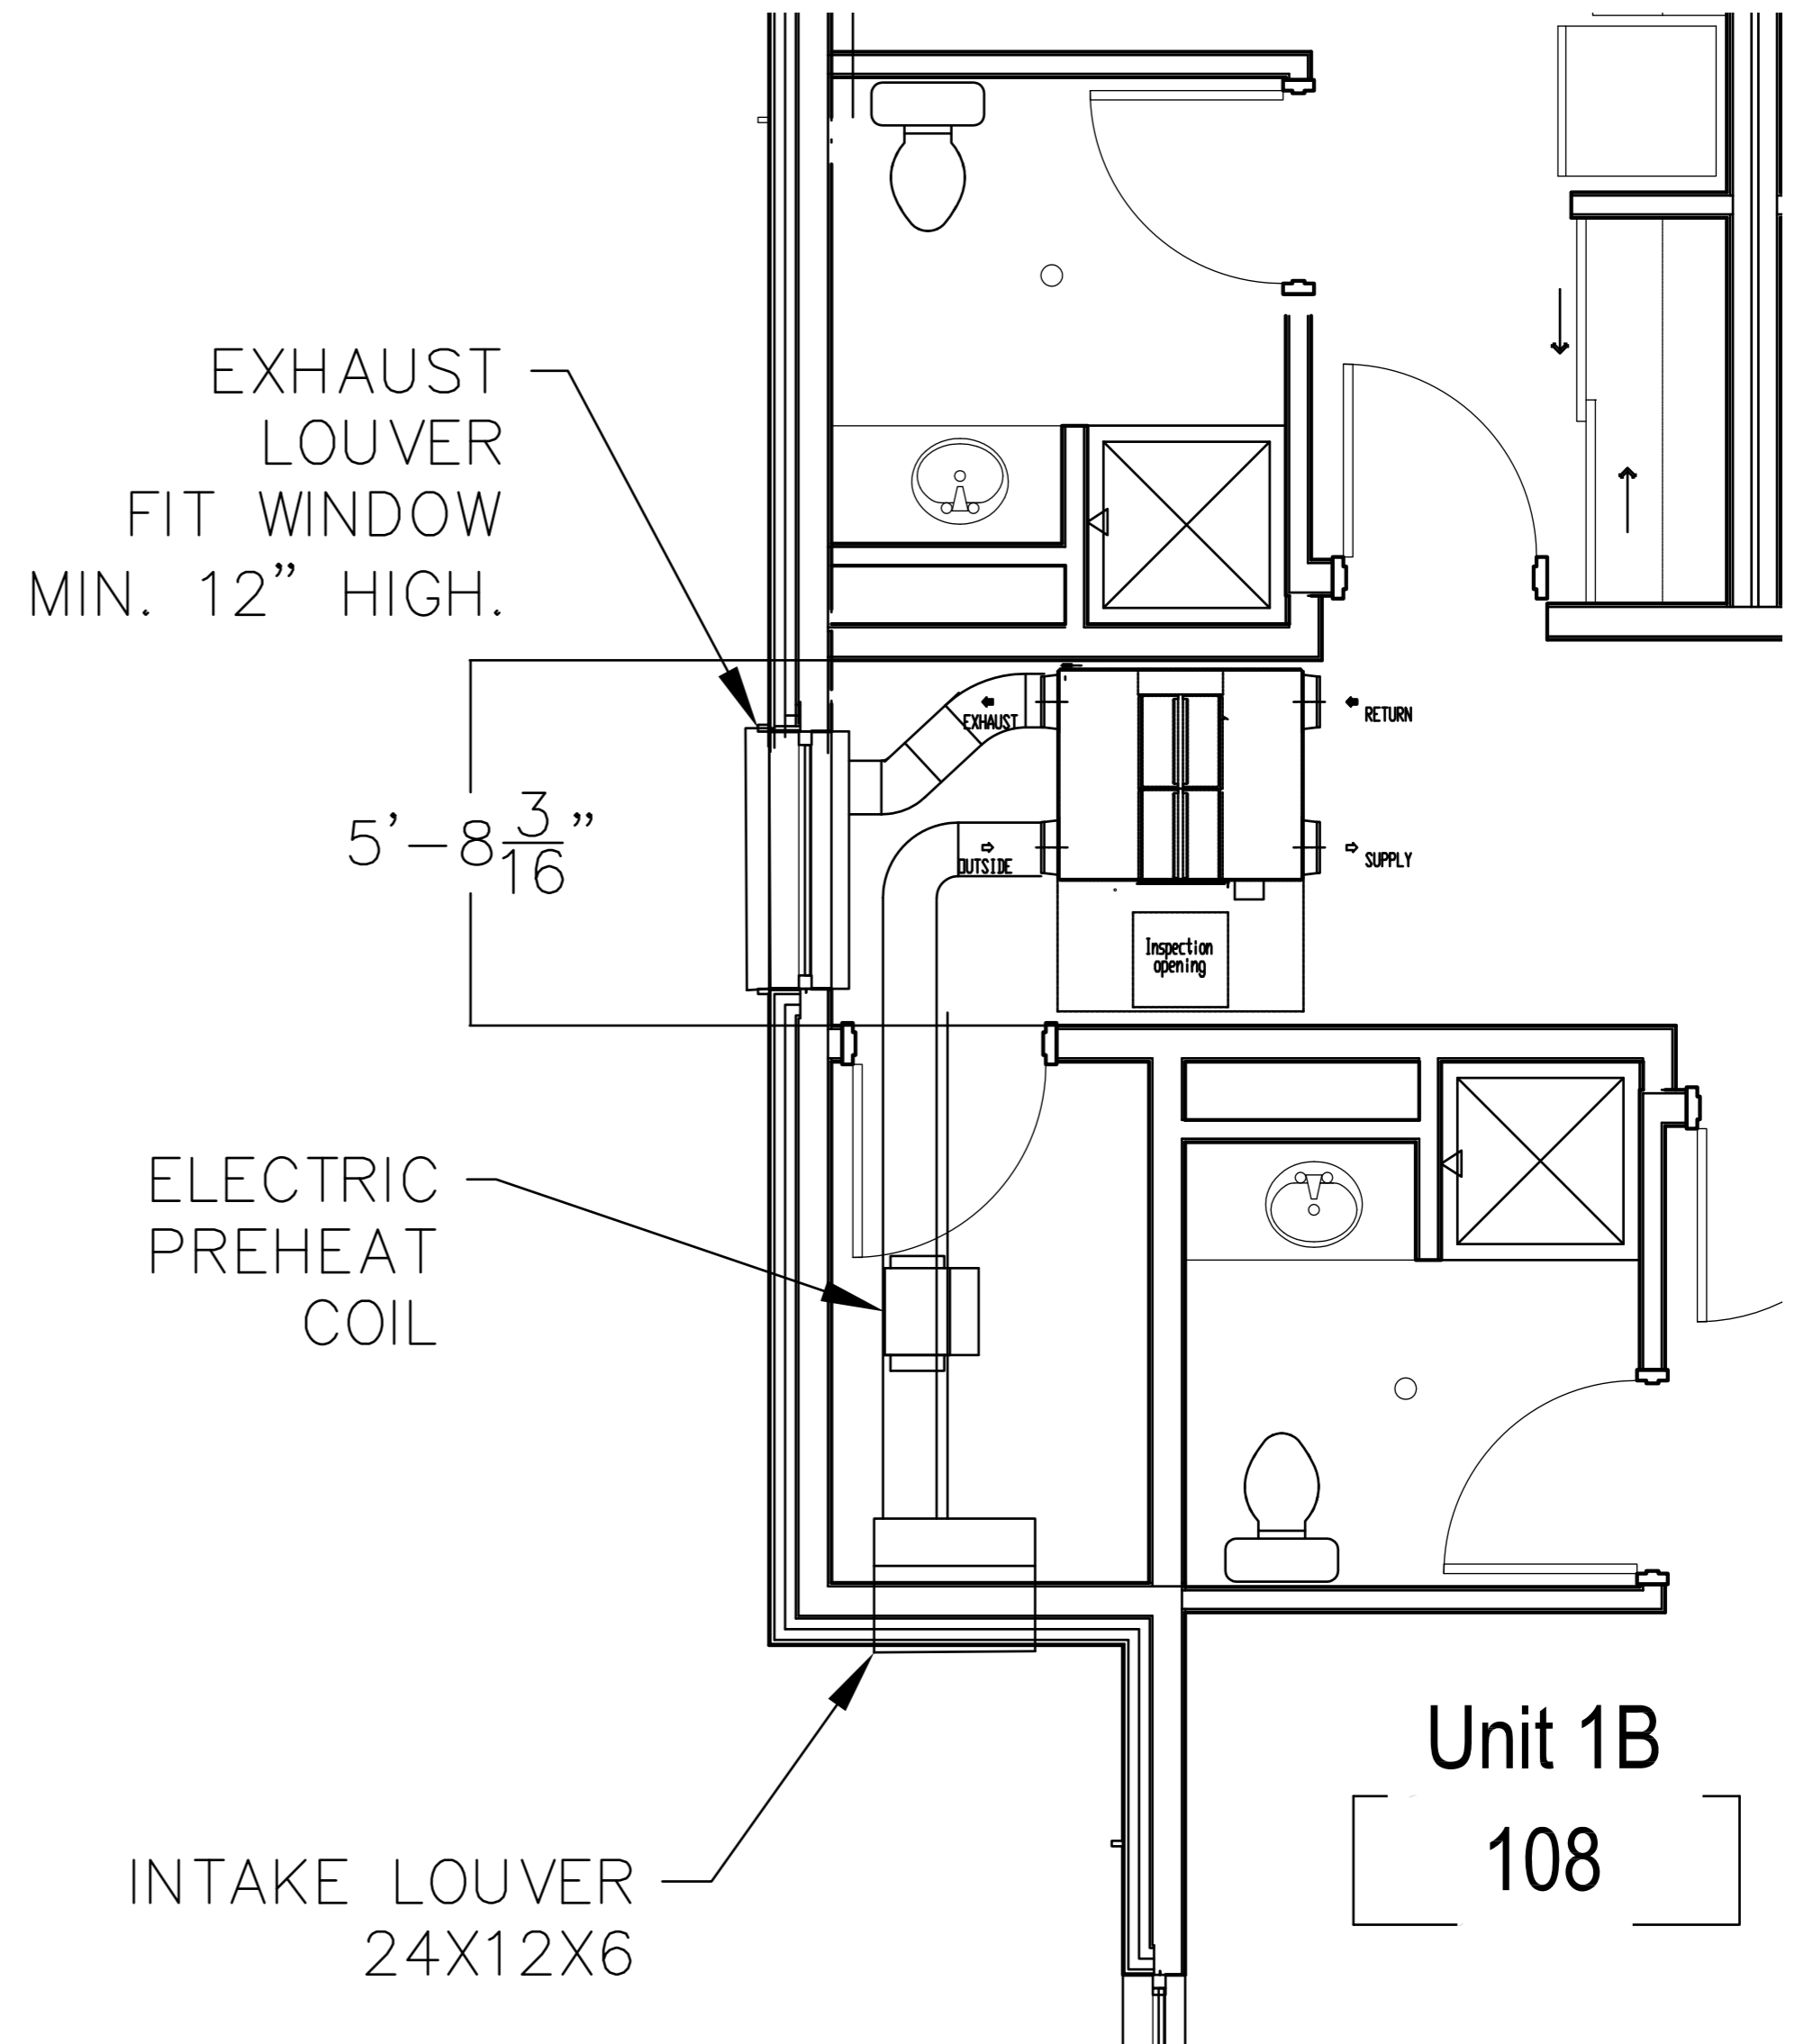 EXHAUST
LOUVER
FIT WINDOW
MIN. 12” HIGH.
EXHAUST
RETURN
5’-8 3/16”
OUTSIDE
SUPPLY
Inspection
opening
ELECTRIC
PREHEAT
COIL
Unit 1B
108
INTAKE LOUVER
24X12X6